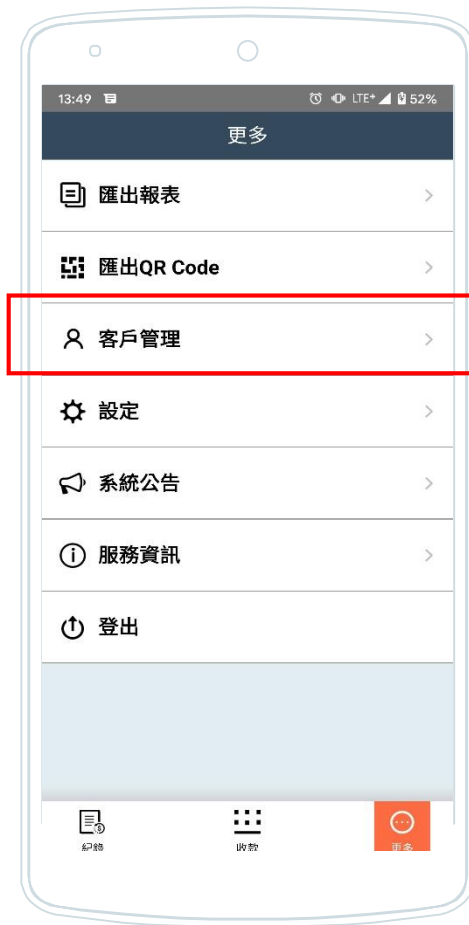 13:49 LTE+ 52%
更多
匯出報表
匯出QR Code
客戶管理
設定
系統公告
服務資訊
登出
紀錄 收款 更多